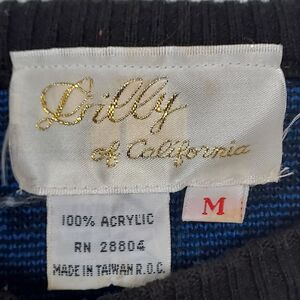 Lilly
of California
100% ACRYLIC
RN 28804
MADE IN TAIWAN R.O.C.
M